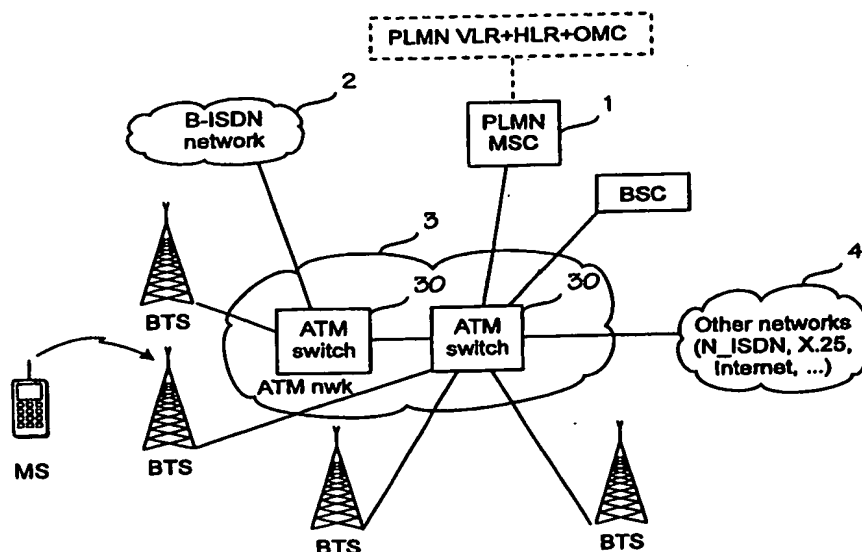 PLMN VLR+HLR+OMC
2
1
B-ISDN
network
PLMN
MSC
BSC
3
4
30
30
BTS
ATM
switch
ATM
switch
Other networks
(N_ISDN, X.25,
Internet, ...)
ATM nwk
MS
BTS
BTS
BTS